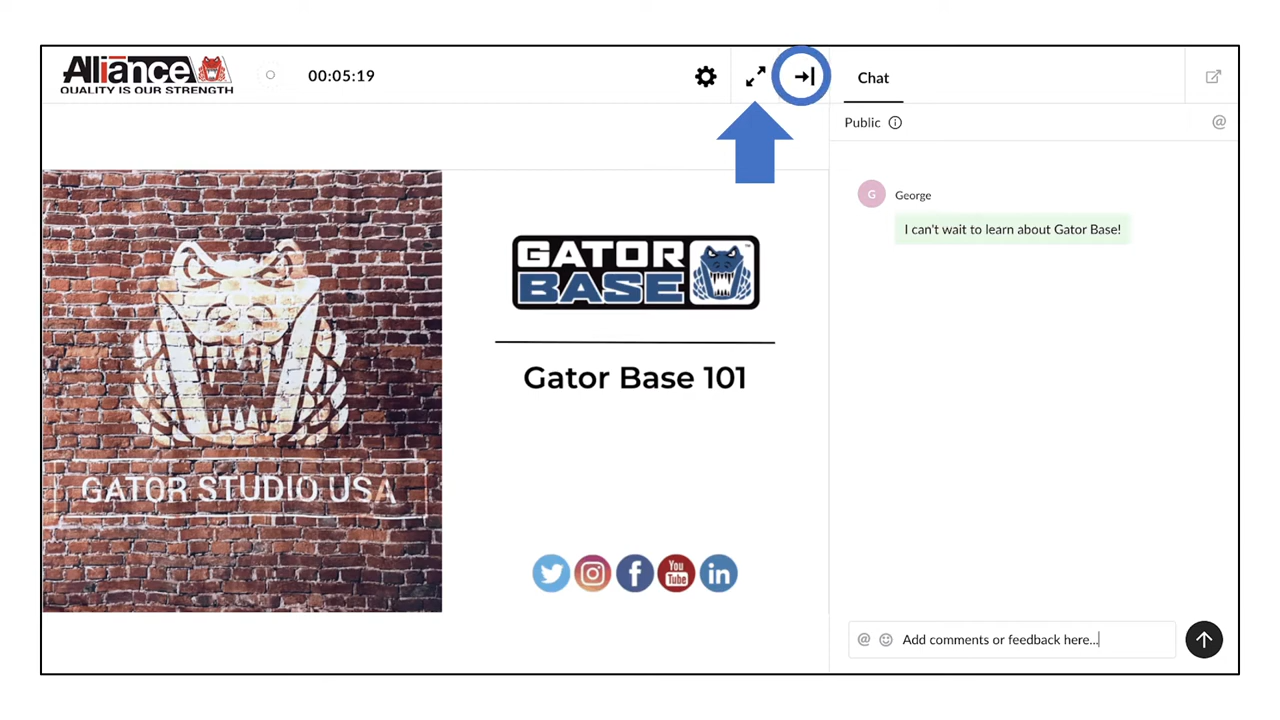 Alliance
QUALITY IS OUR STRENGTH
00:05:19
Chat
Public
@
G
George
I can't wait to learn about Gator Base!
GATOR
BASE
™
Gator Base 101
GATOR STUDIO USA
f
You
Tube
in
@
Add comments or feedback here...